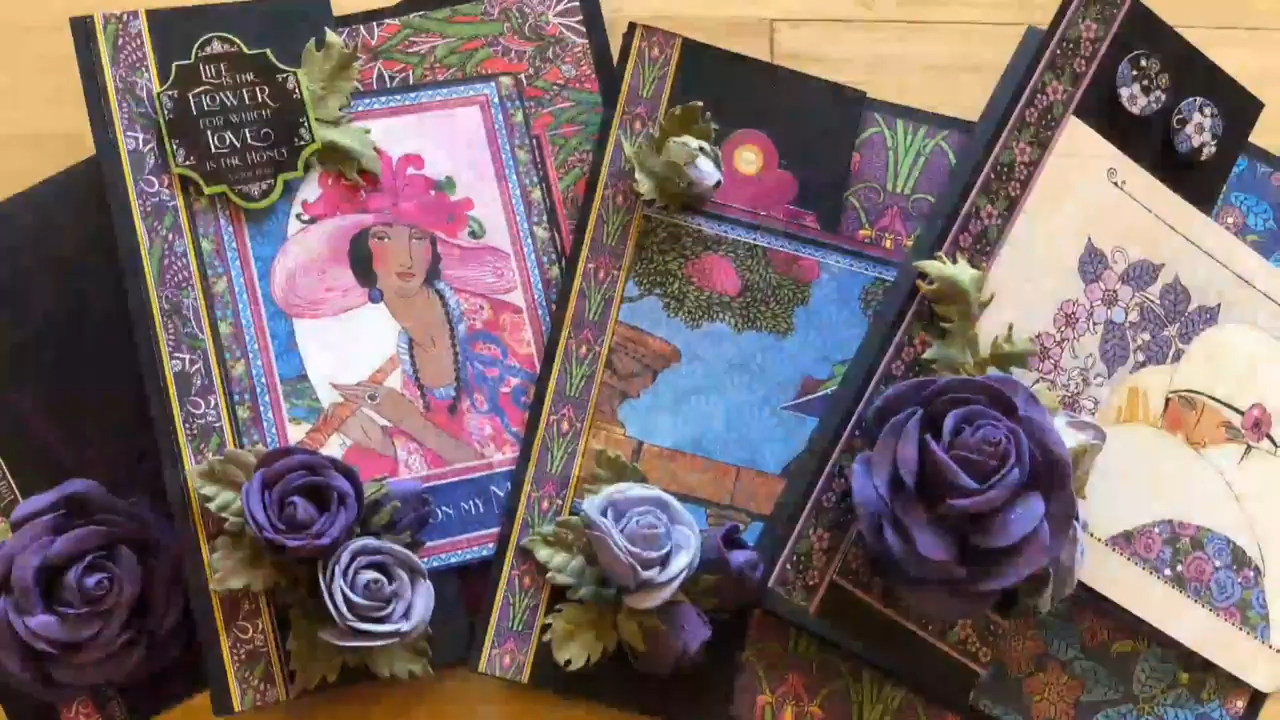 LIFE
IS THE
FLOWER
FOR WHICH
LOVE
IS THE HONEY
ON MY M